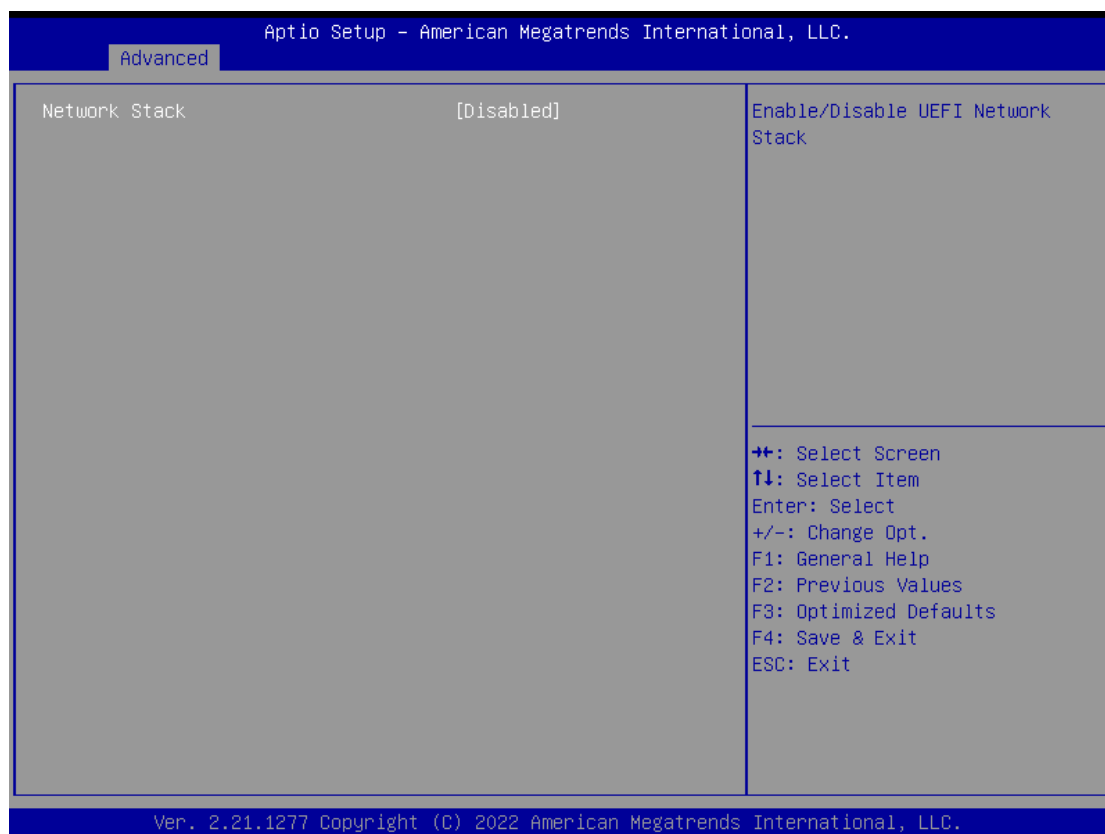 Aptio Setup – American Megatrends International, LLC.
Advanced
Network Stack [Disabled]
Enable/Disable UEFI Network
Stack
→←: Select Screen
↑↓: Select Item
Enter: Select
+/-: Change Opt.
F1: General Help
F2: Previous Values
F3: Optimized Defaults
F4: Save & Exit
ESC: Exit
Ver. 2.21.1277 Copyright (C) 2022 American Megatrends International, LLC.